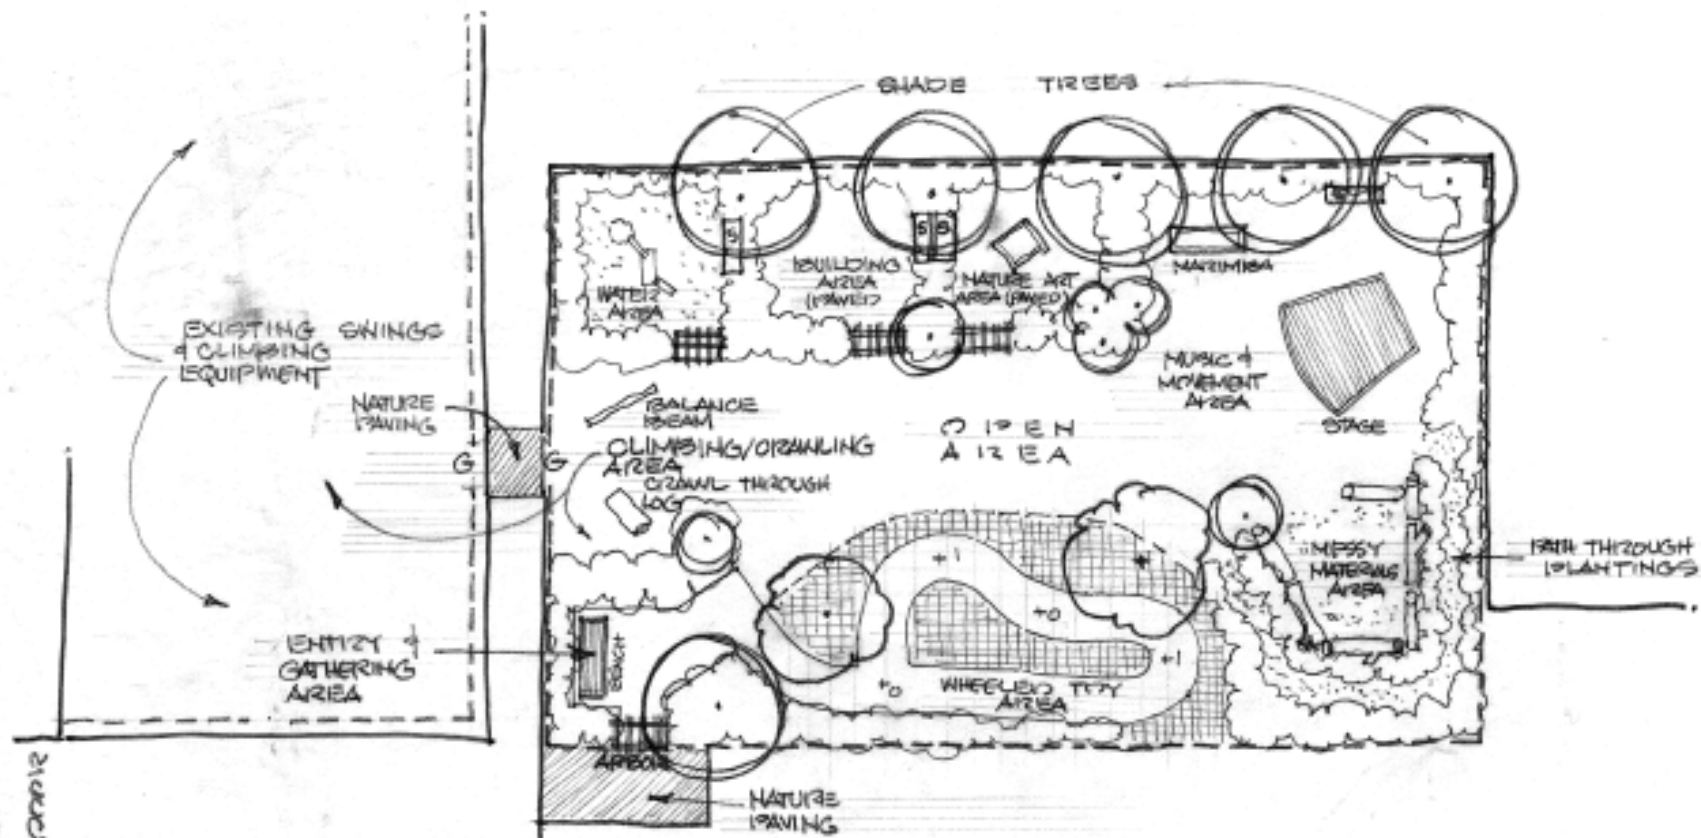 SHADE TREES
EXISTING SWINGS
& CLIMBING
EQUIPMENT
NATURE
PAVING
G
G
WATER
AREA
S
BUILDING
AREA
(PAVED)
S S
NATURE ART
AREA (PAVED)
MARIMBA
MUSIC &
MOVEMENT
AREA
STAGE
BALANCE
BEAM
OPEN
AREA
CLIMBING/CRAWLING
AREA
CRAWL THROUGH
LOG
MESSY
MATERIALS
AREA
PATH THROUGH
PLANTINGS
ENTRY &
GATHERING
AREA
BENCH
+1
+0
+1
+0
WHEELED TOY
AREA
ARBOR
NATURE
PAVING